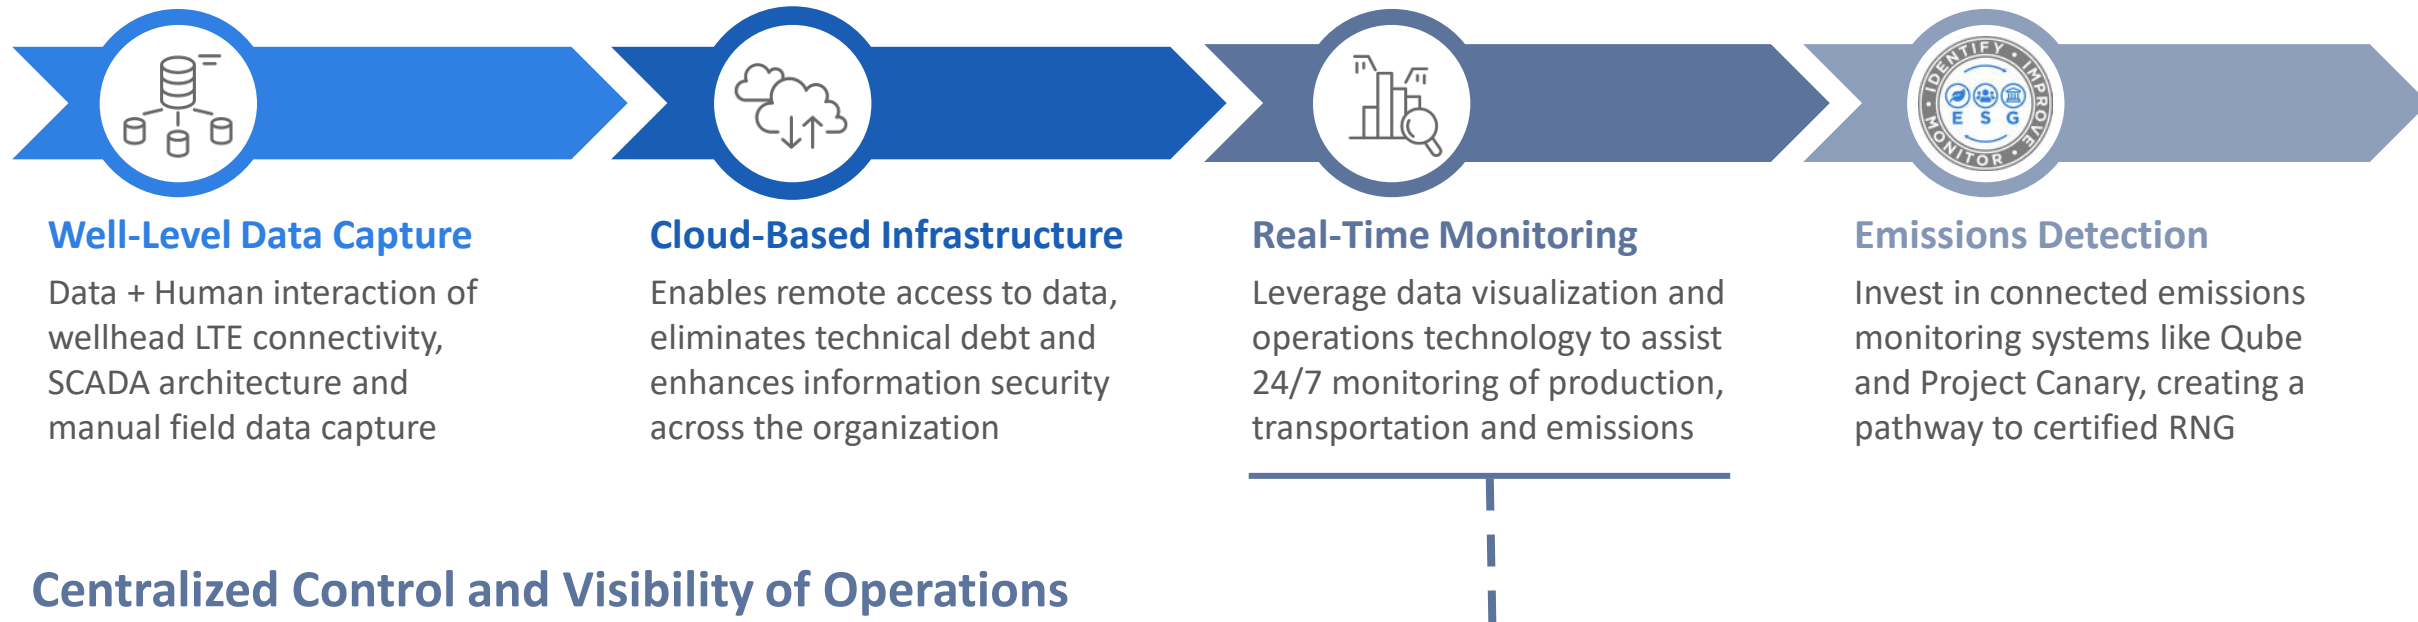 IDENTIFY • IMPROVE • MONITOR •
E S G
Well-Level Data Capture
Data + Human interaction of
wellhead LTE connectivity,
SCADA architecture and
manual field data capture
Cloud-Based Infrastructure
Enables remote access to data,
eliminates technical debt and
enhances information security
across the organization
Real-Time Monitoring
Leverage data visualization and
operations technology to assist
24/7 monitoring of production,
transportation and emissions
Emissions Detection
Invest in connected emissions
monitoring systems like Qube
and Project Canary, creating a
pathway to certified RNG
Centralized Control and Visibility of Operations